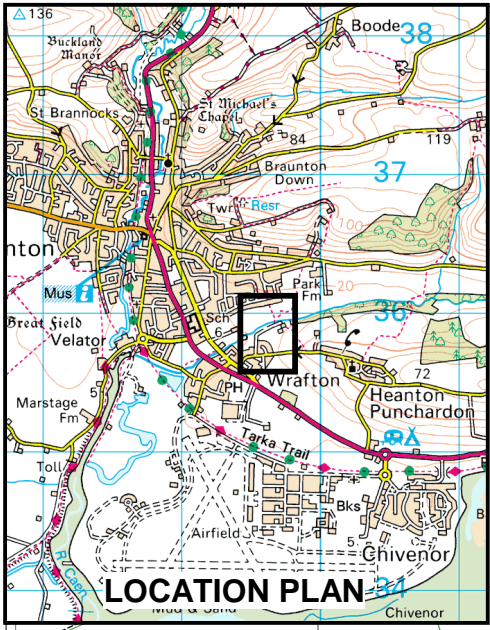 136
Boode
38
Buckland
Manor
St Brannocks
St Michael's
Chapel
84
119
37
Braunton
Down
Twr
Resr
100
nton
Park
Fm
20
Mus
i
36
Great Field
Sch
6
Velator
PH
Wrafton
72
Heanton
Punchardon
5
Marstage
Fm
Tarka Trail
Toll
Bks
Airfield
5
Chivenor
B
R Caen
LOCATION PLAN
34
Mud & Sand
Chivenor